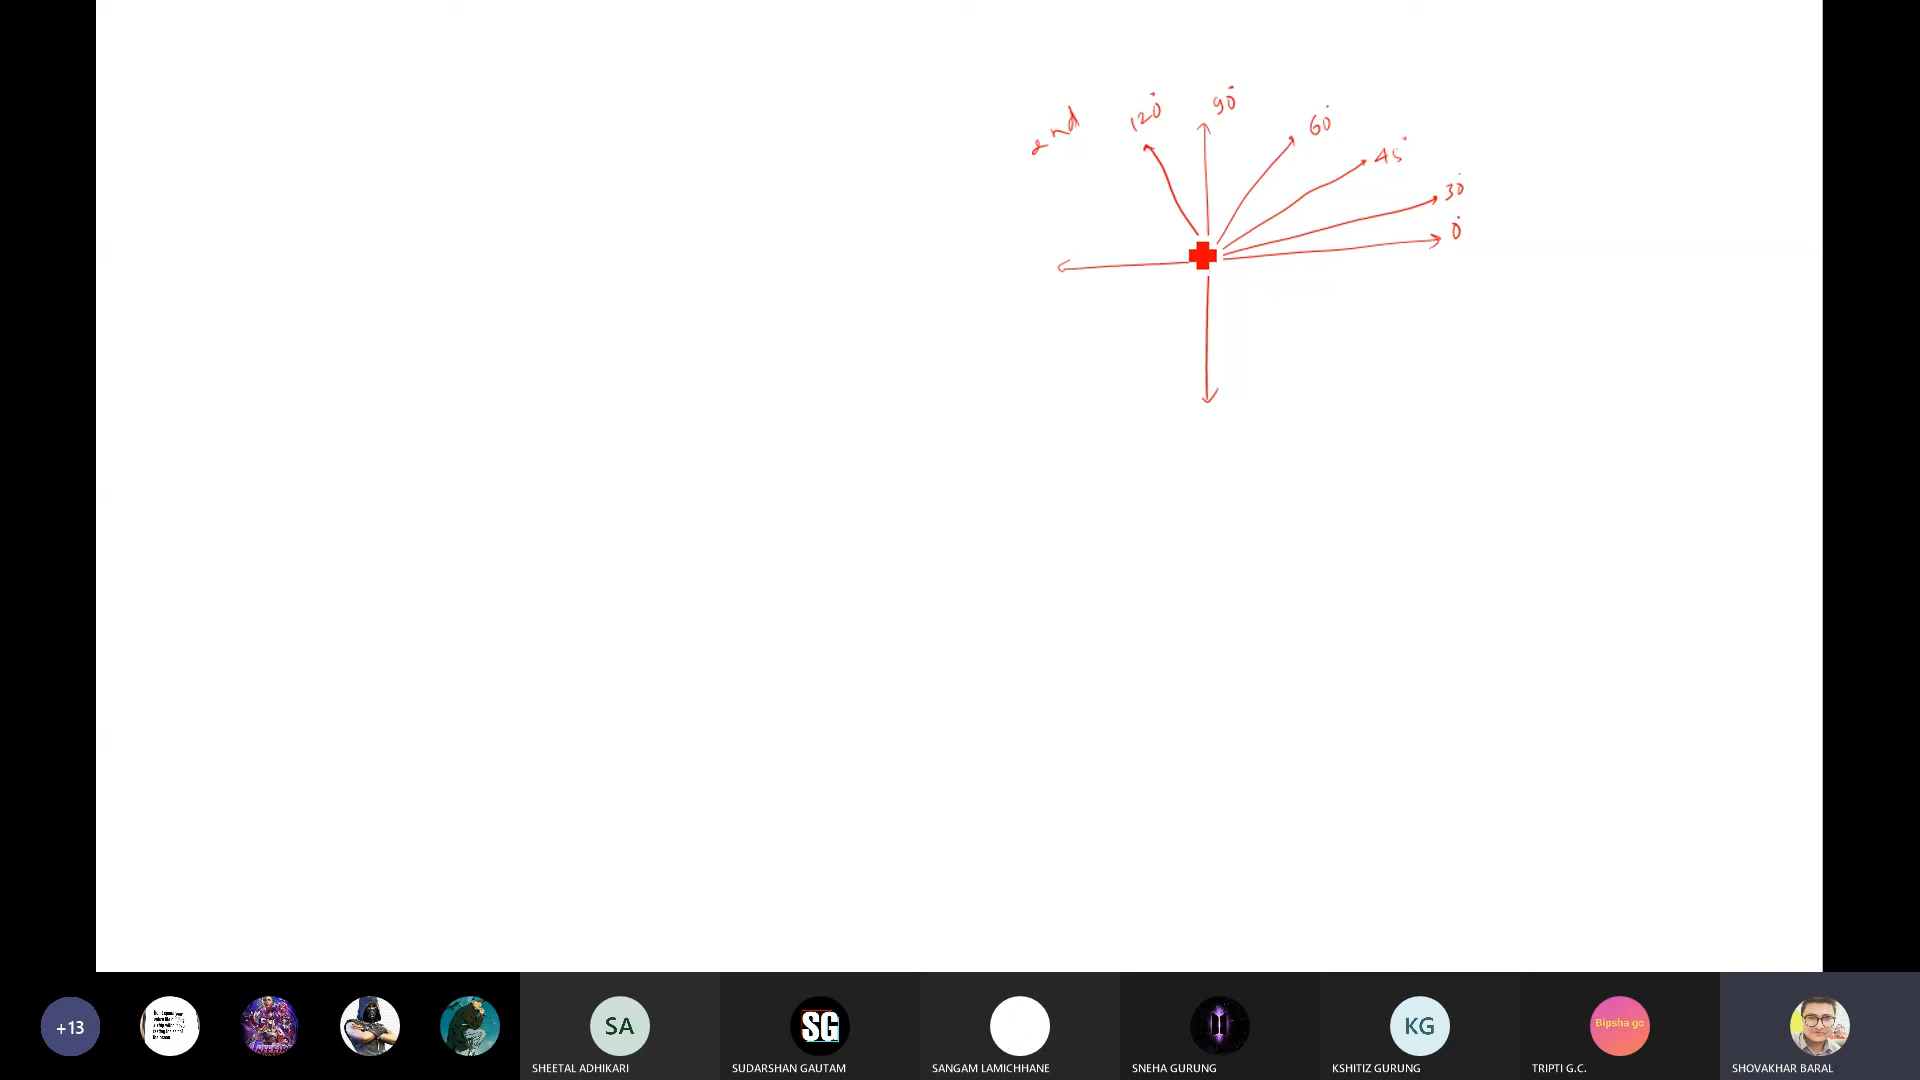 2nd
120°
90°
60°
45°
30°
0°
+13
SA
SG
KG
Bipsha gc
SHEETAL ADHIKARI
SUDARSHAN GAUTAM
SANGAM LAMICHHANE
SNEHA GURUNG
KSHITIZ GURUNG
TRIPTI G.C.
SHOVAKHAR BARAL